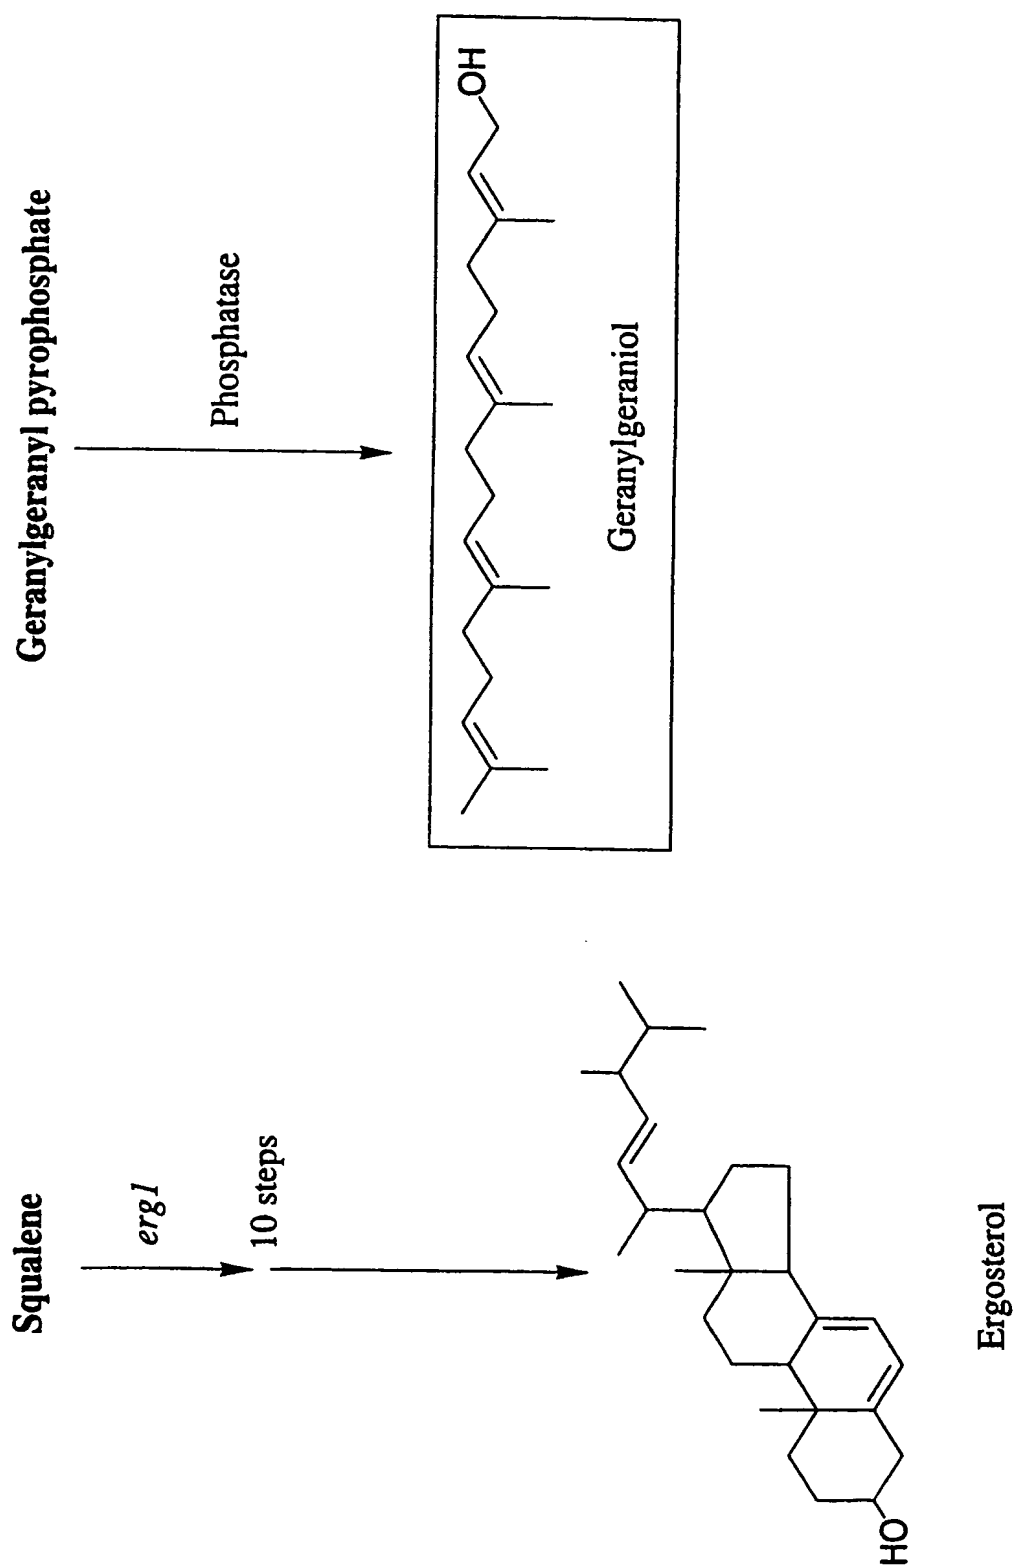 Squalene
erg1
10 steps
HO
Ergosterol
Geranylgeranyl pyrophosphate
Phosphatase
OH
Geranylgeraniol